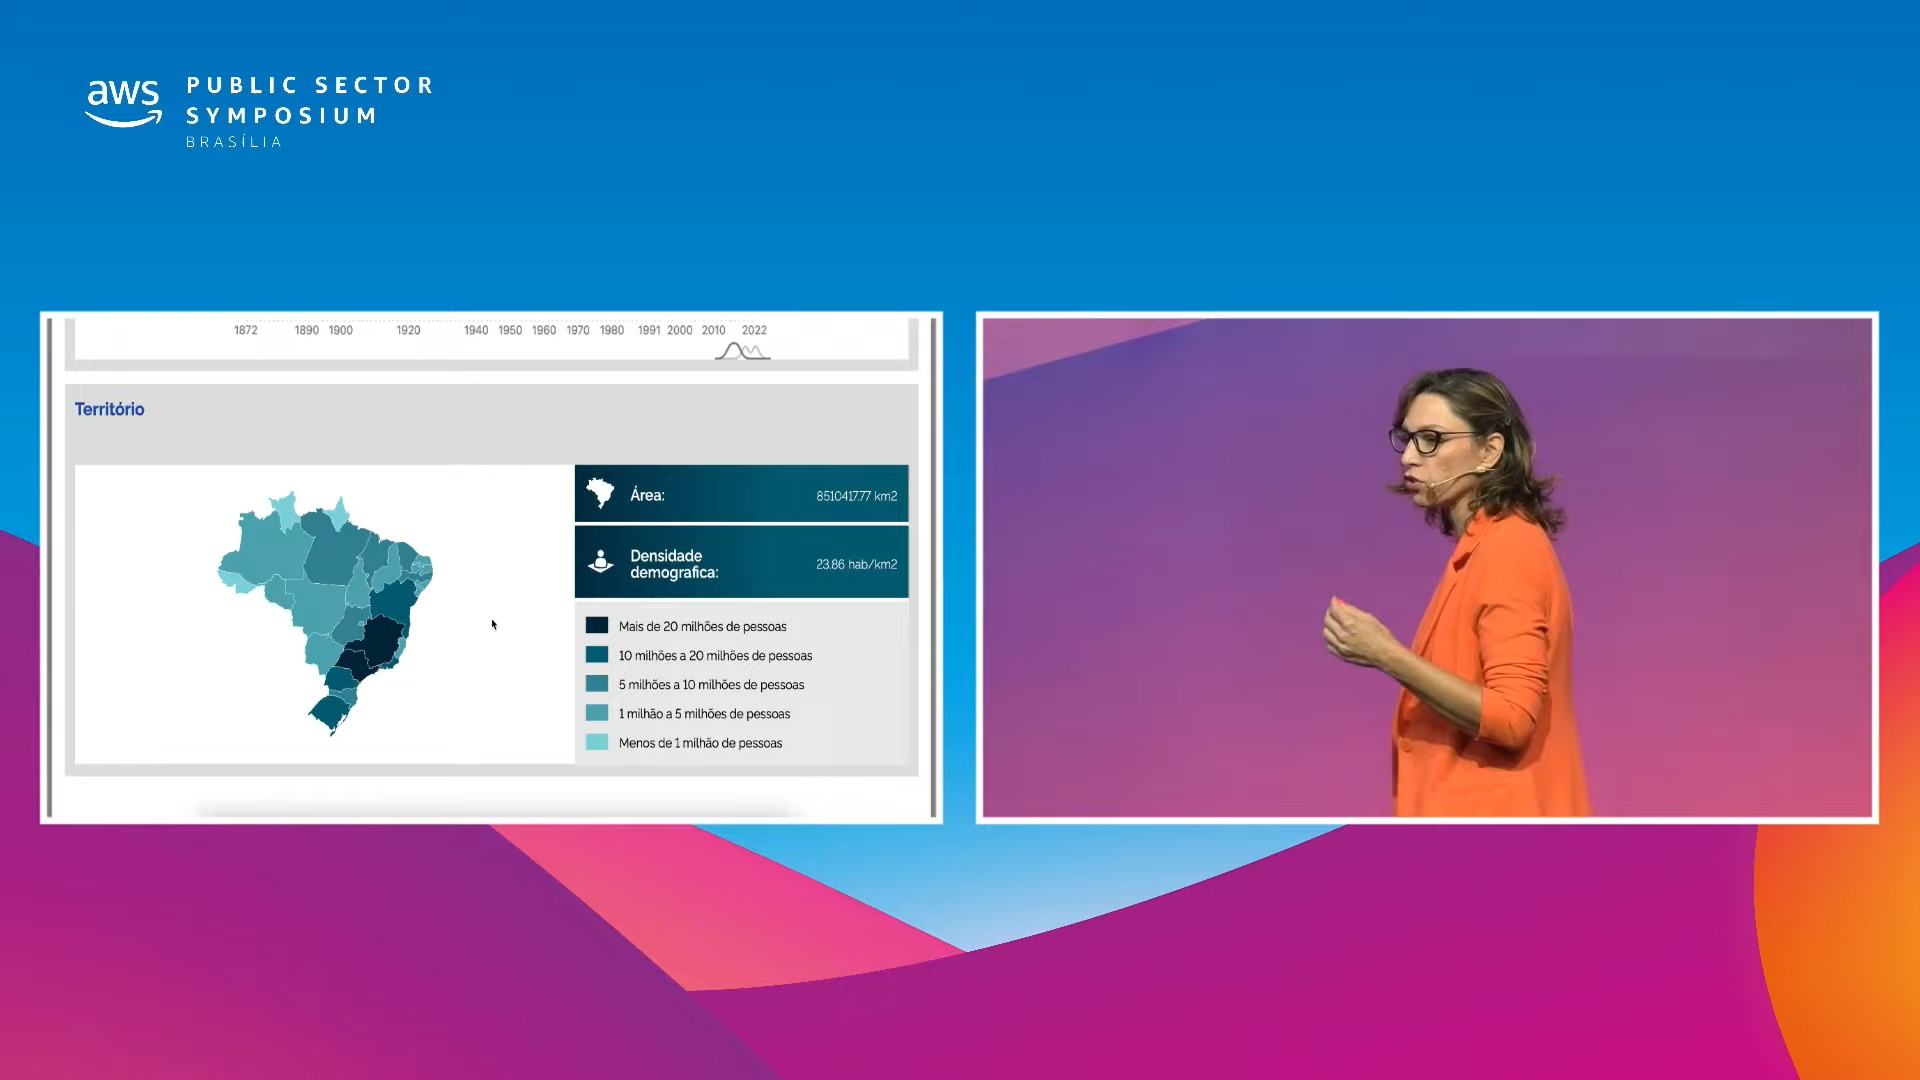 aws
PUBLIC SECTOR
SYMPOSIUM
BRASÍLIA
1872 1890 1900 1920 1940 1950 1960 1970 1980 1991 2000 2010 2022
Território
Área: 8510417.77 km2
Densidade
demografica: 23.86 hab/km2
Mais de 20 milhões de pessoas
10 milhões a 20 milhões de pessoas
5 milhões a 10 milhões de pessoas
1 milhão a 5 milhões de pessoas
Menos de 1 milhão de pessoas